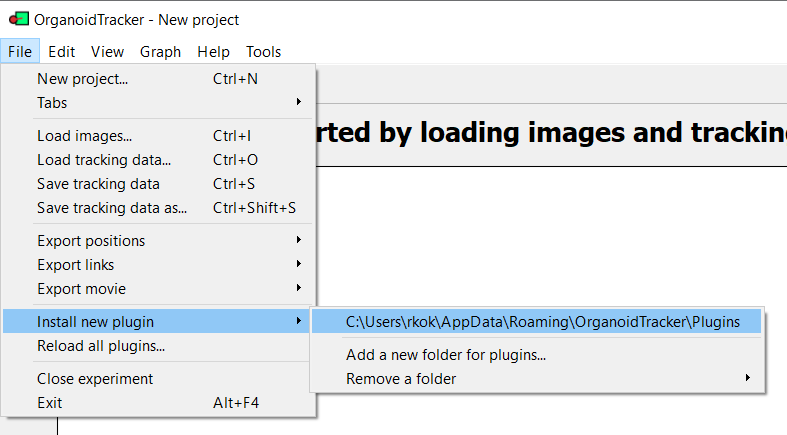 OrganoidTracker - New project
File Edit View Graph Help Tools
New project... Ctrl+N
Tabs
rted by loading images and tracking
Load images... Ctrl+I
Load tracking data... Ctrl+O
Save tracking data Ctrl+S
Save tracking data as... Ctrl+Shift+S
Export positions
Export links
Export movie
Install new plugin
C:\Users\rkok\AppData\Roaming\OrganoidTracker\Plugins
Reload all plugins...
Add a new folder for plugins...
Close experiment
Remove a folder
Exit Alt+F4